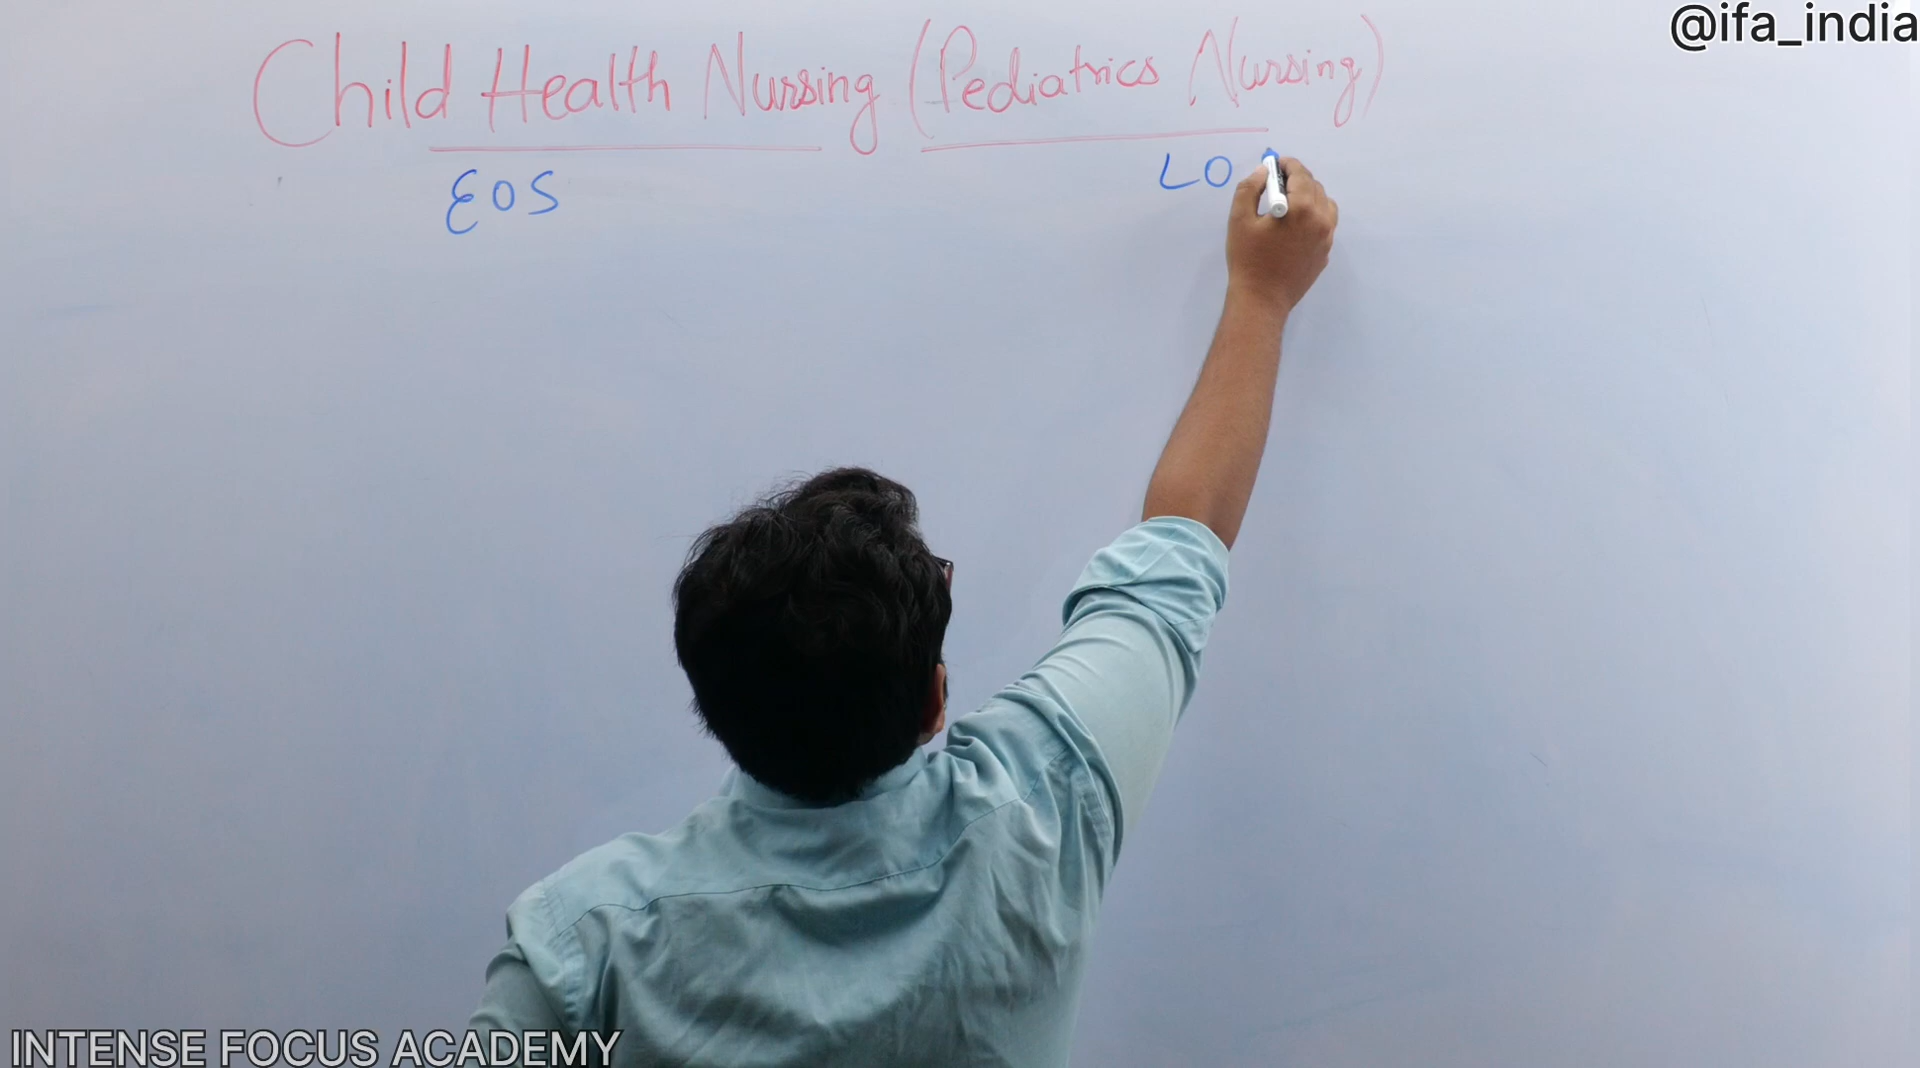 @ifa_india
Child Health Nursing (Pediatrics Nursing)
EOS LO
INTENSE FOCUS ACADEMY